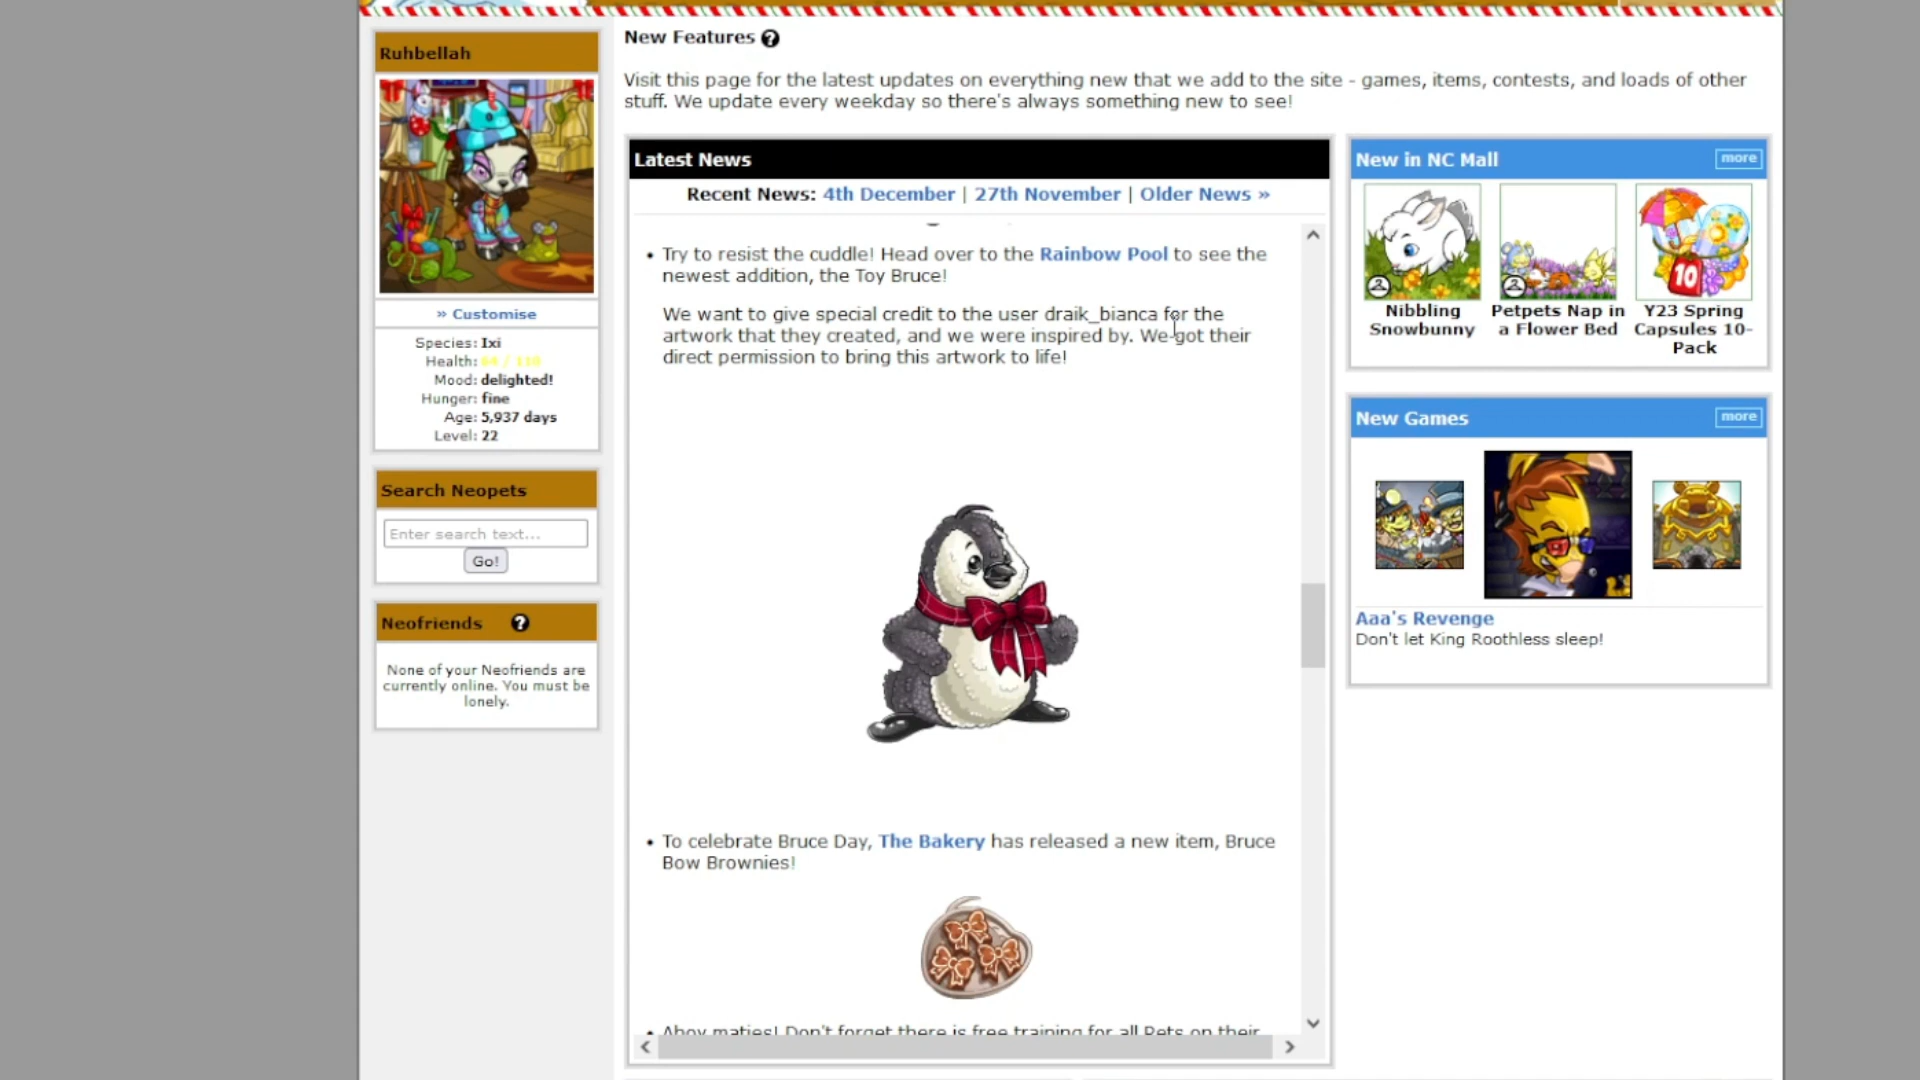 Ruhbellah
» Customise
Species: Ixi
Health:
Mood: delighted!
Hunger: fine
Age: 5,937 days
Level: 22
Search Neopets
Enter search text...
Go!
Neofriends ?
None of your Neofriends are
currently online. You must be
lonely.
New Features ?
Visit this page for the latest updates on everything new that we add to the site - games, items, contests, and loads of other
stuff. We update every weekday so there's always something new to see!
Latest News
Recent News: 4th December | 27th November | Older News »
• Try to resist the cuddle! Head over to the Rainbow Pool to see the
newest addition, the Toy Bruce!
We want to give special credit to the user draik_bianca for the
artwork that they created, and we were inspired by. We got their
direct permission to bring this artwork to life!
• To celebrate Bruce Day, The Bakery has released a new item, Bruce
Bow Brownies!
• Ahoy maties! Don't forget there is free training for all Pets on their
New in NC Mall
more
Nibbling
Snowbunny
Petpets Nap in
a Flower Bed
10
Y23 Spring
Capsules 10-
Pack
New Games
more
Aaa's Revenge
Don't let King Roothless sleep!